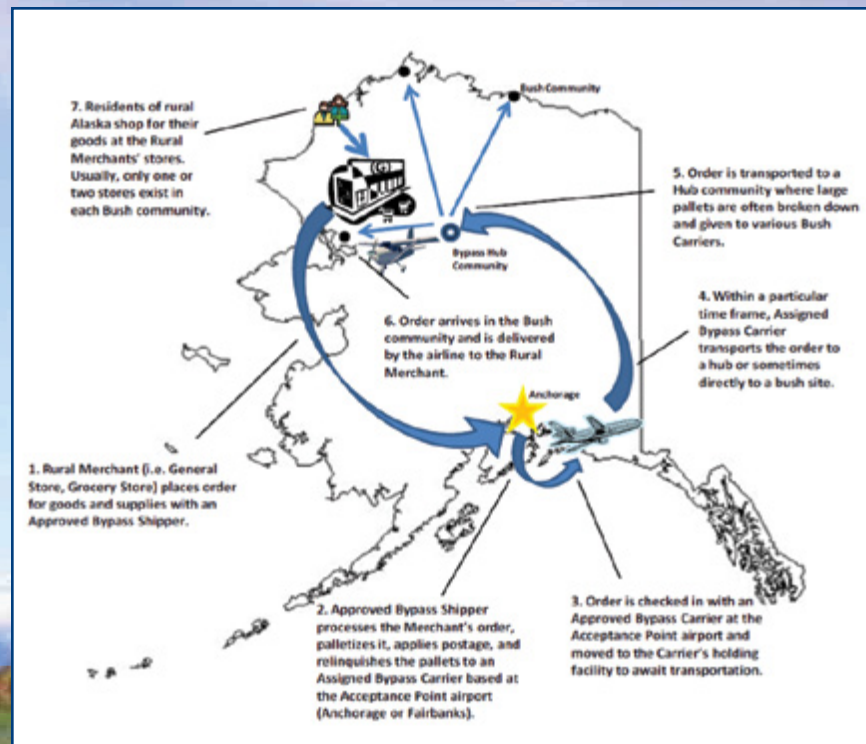 7. Residents of rural
Alaska shop for their
goods at the Rural
Merchants' stores.
Usually, only one or
two stores exist in
each Bush community.
Bush Community
5. Order is transported to a
Hub community where large
pallets are often broken down
and given to various Bush
Carriers.
Bypass Hub
Community
4. Within a particular
time frame, Assigned
Bypass Carrier
transports the order to
a hub or sometimes
directly to a bush site.
6. Order arrives in the Bush
community and is delivered
by the airline to the Rural
Merchant.
Anchorage
1. Rural Merchant (i.e. General
Store, Grocery Store) places order
for goods and supplies with an
Approved Bypass Shipper.
2. Approved Bypass Shipper
processes the Merchant's order,
palletizes it, applies postage, and
relinquishes the pallets to an
Assigned Bypass Carrier based at
the Acceptance Point airport
(Anchorage or Fairbanks).
3. Order is checked in with an
Approved Bypass Carrier at the
Acceptance Point airport and
moved to the Carrier's holding
facility to await transportation.